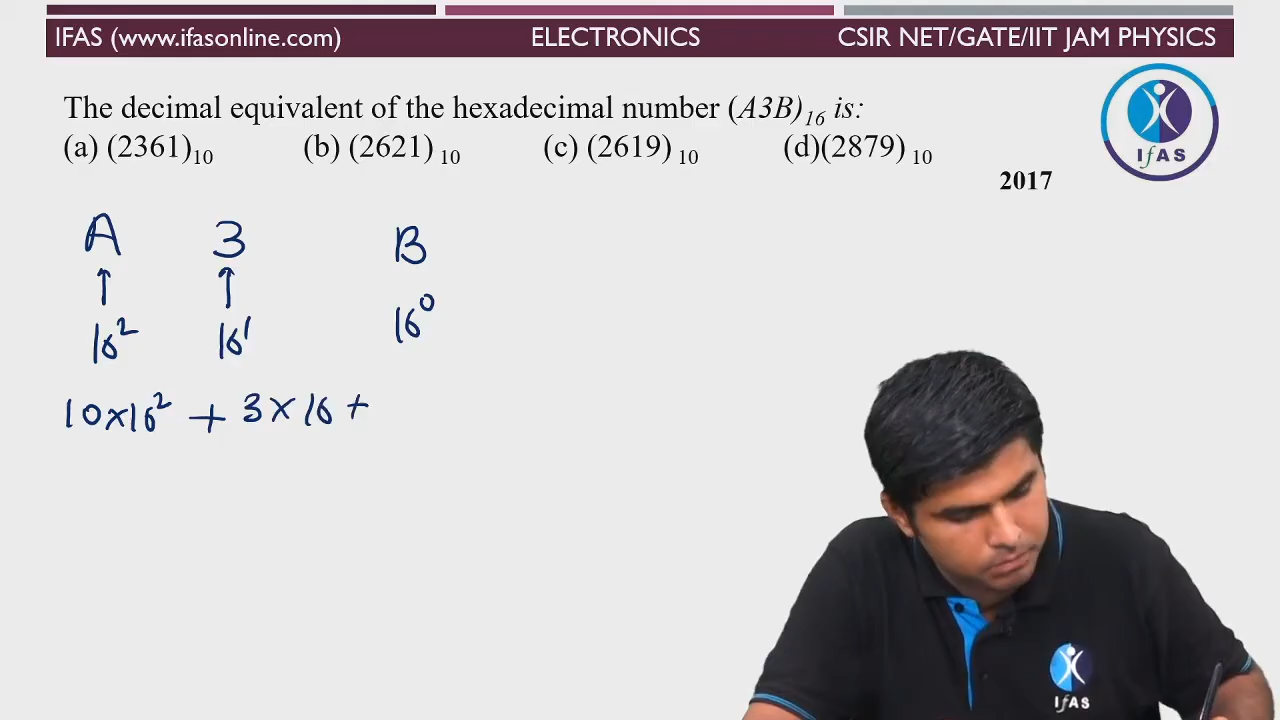 IFAS (www.ifasonline.com) ELECTRONICS CSIR NET/GATE/IIT JAM PHYSICS
The decimal equivalent of the hexadecimal number (A3B)₁₆ is:
(a) (2361)₁₀ (b) (2621) ₁₀ (c) (2619) ₁₀ (d)(2879) ₁₀
IfAS
2017
A 3 B
↑ ↑
16² 16¹ 16⁰
10×16² + 3×16 +
IfAS